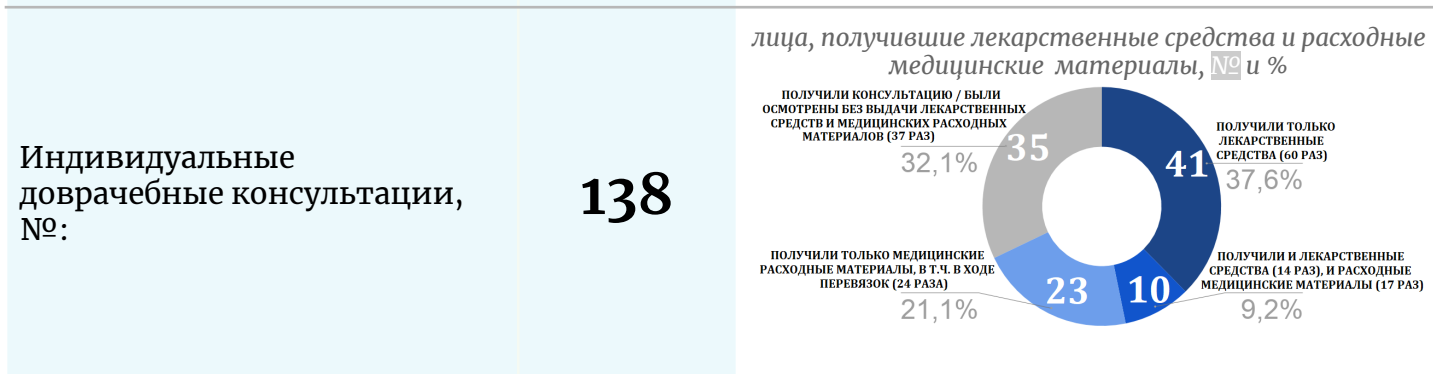 лица, получившие лекарственные средства и расходные
медицинские материалы, № и %
Индивидуальные
доврачебные консультации,
№:
138
ПОЛУЧИЛИ КОНСУЛЬТАЦИЮ / БЫЛИ
ОСМОТРЕНЫ БЕЗ ВЫДАЧИ ЛЕКАРСТВЕННЫХ
СРЕДСТВ И МЕДИЦИНСКИХ РАСХОДНЫХ
МАТЕРИАЛОВ (37 РАЗ)
35
32,1%
ПОЛУЧИЛИ ТОЛЬКО
ЛЕКАРСТВЕННЫЕ
СРЕДСТВА (60 РАЗ)
41
37,6%
ПОЛУЧИЛИ ТОЛЬКО МЕДИЦИНСКИЕ
РАСХОДНЫЕ МАТЕРИАЛЫ, В Т.Ч. В ХОДЕ
ПЕРЕВЯЗОК (24 РАЗА)
23
21,1%
ПОЛУЧИЛИ И ЛЕКАРСТВЕННЫЕ
СРЕДСТВА (14 РАЗ), И РАСХОДНЫЕ
МЕДИЦИНСКИЕ МАТЕРИАЛЫ (17 РАЗ)
10
9,2%